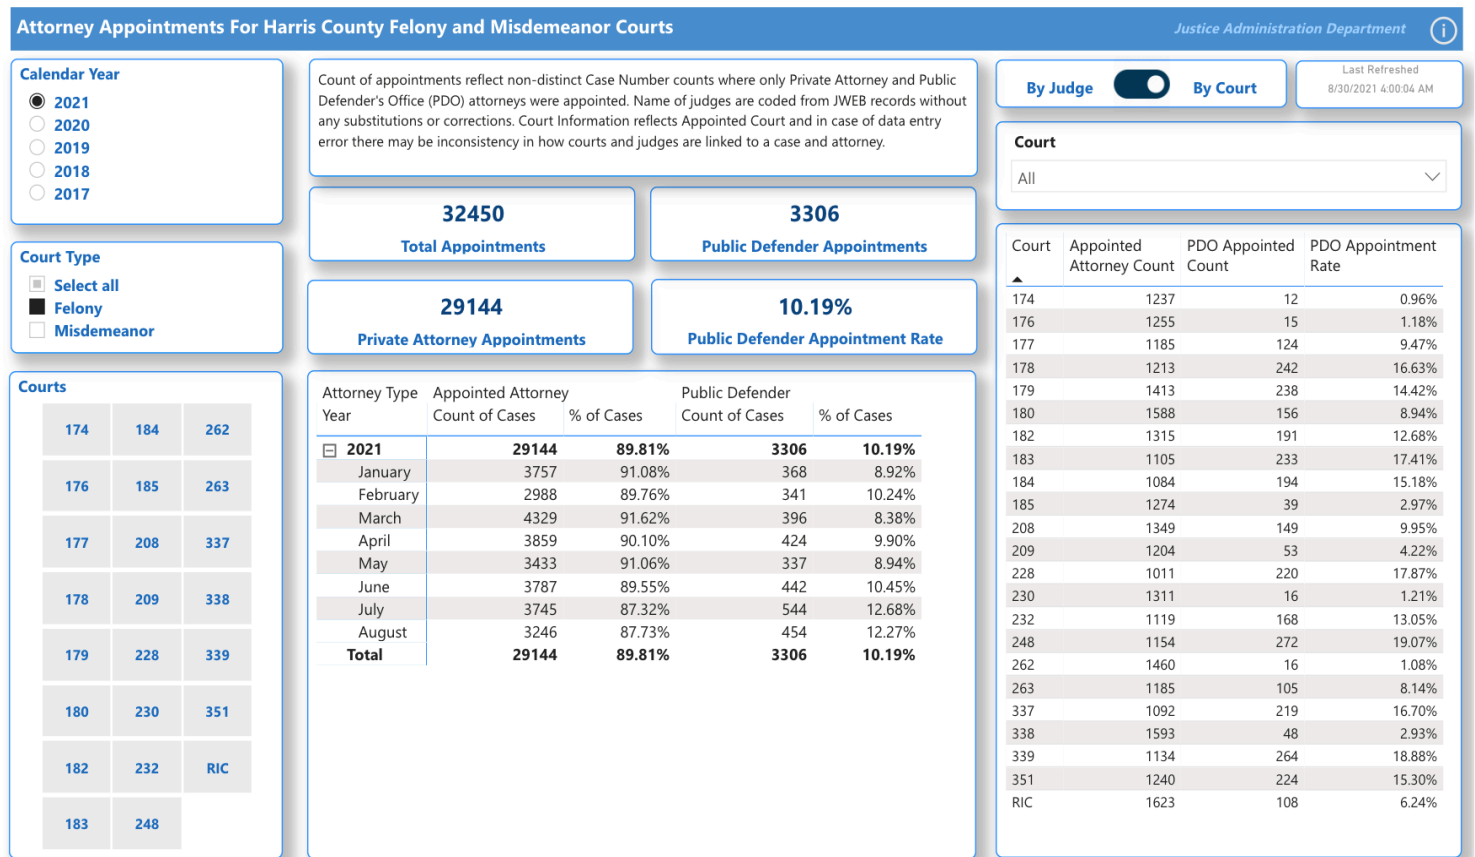 Attorney Appointments For Harris County Felony and Misdemeanor Courts
Justice Administration Department
Calendar Year
2021
2020
2019
2018
2017
Court Type
Select all
Felony
Misdemeanor
Courts
174 184 262
176 185 263
177 208 337
178 209 338
179 228 339
180 230 351
182 232 RIC
183 248
Count of appointments reflect non-distinct Case Number counts where only Private Attorney and Public
Defender's Office (PDO) attorneys were appointed. Name of judges are coded from JWEB records without
any substitutions or corrections. Court Information reflects Appointed Court and in case of data entry
error there may be inconsistency in how courts and judges are linked to a case and attorney.
32450
Total Appointments
3306
Public Defender Appointments
29144
Private Attorney Appointments
10.19%
Public Defender Appointment Rate
Attorney Type Appointed Attorney Public Defender
Year Count of Cases % of Cases Count of Cases % of Cases
2021 29144 89.81% 3306 10.19%
January 3757 91.08% 368 8.92%
February 2988 89.76% 341 10.24%
March 4329 91.62% 396 8.38%
April 3859 90.10% 424 9.90%
May 3433 91.06% 337 8.94%
June 3787 89.55% 442 10.45%
July 3745 87.32% 544 12.68%
August 3246 87.73% 454 12.27%
Total 29144 89.81% 3306 10.19%
By Judge By Court
Last Refreshed
8/30/2021 4:00:04 AM
Court
All
Court Appointed PDO Appointed PDO Appointment
Attorney Count Count Rate
174 1237 12 0.96%
176 1255 15 1.18%
177 1185 124 9.47%
178 1213 242 16.63%
179 1413 238 14.42%
180 1588 156 8.94%
182 1315 191 12.68%
183 1105 233 17.41%
184 1084 194 15.18%
185 1274 39 2.97%
208 1349 149 9.95%
209 1204 53 4.22%
228 1011 220 17.87%
230 1311 16 1.21%
232 1119 168 13.05%
248 1154 272 19.07%
262 1460 16 1.08%
263 1185 105 8.14%
337 1092 219 16.70%
338 1593 48 2.93%
339 1134 264 18.88%
351 1240 224 15.30%
RIC 1623 108 6.24%